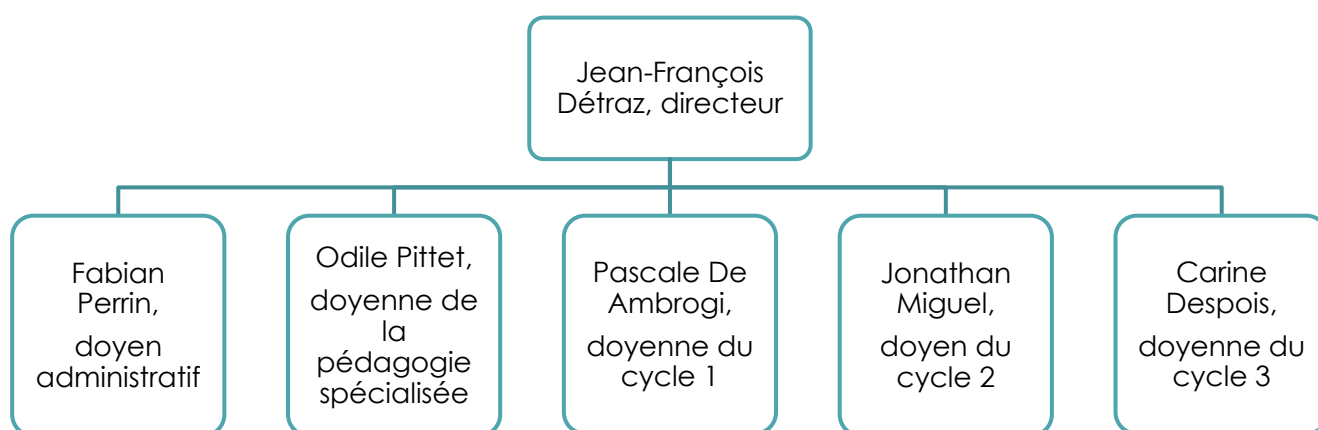 Jean-François
Détraz, directeur
Fabian
Perrin,
doyen
administratif
Odile Pittet,
doyenne de
la
pédagogie
spécialisée
Pascale De
Ambrogi,
doyenne du
cycle 1
Jonathan
Miguel,
doyen du
cycle 2
Carine
Despois,
doyenne du
cycle 3